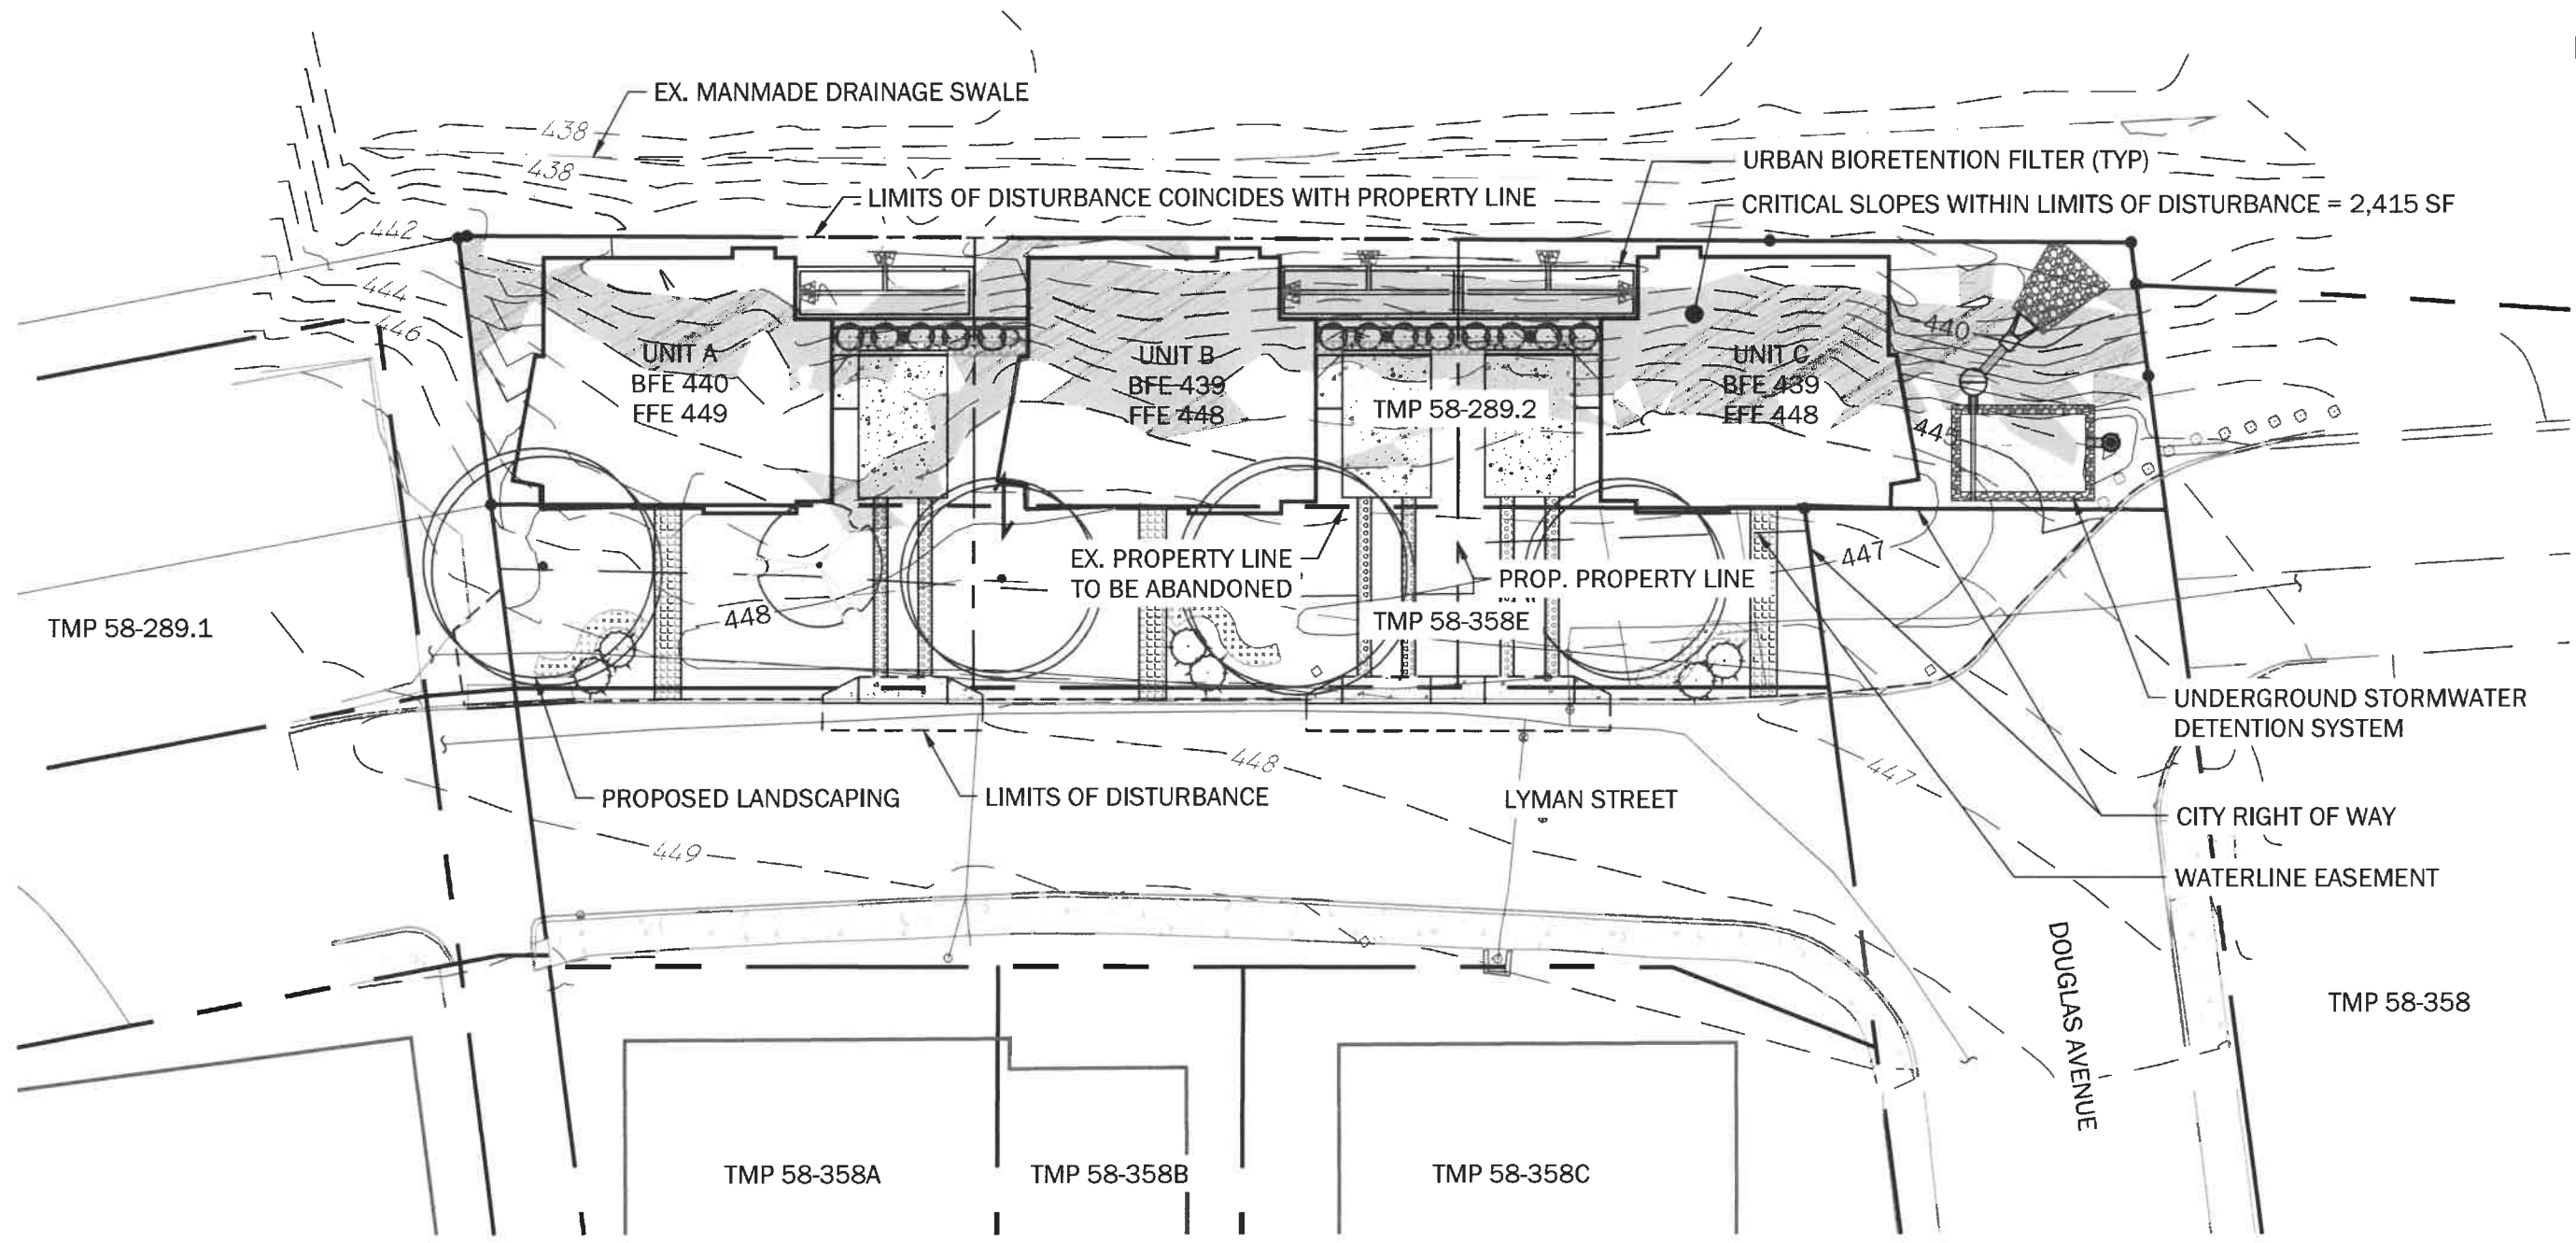 EX. MANMADE DRAINAGE SWALE
438
438
URBAN BIORETENTION FILTER (TYP)
LIMITS OF DISTURBANCE COINCIDES WITH PROPERTY LINE
CRITICAL SLOPES WITHIN LIMITS OF DISTURBANCE = 2,415 SF
442
444
446
440
445
UNIT A
BFE 440
FFE 449
UNIT B
BFE 439
FFE 448
TMP 58-289.2
UNIT C
BFE 439
FFE 448
EX. PROPERTY LINE
TO BE ABANDONED
PROP. PROPERTY LINE
447
448
TMP 58-289.1
TMP 58-358E
UNDERGROUND STORMWATER
DETENTION SYSTEM
448
447
PROPOSED LANDSCAPING
LIMITS OF DISTURBANCE
LYMAN STREET
CITY RIGHT OF WAY
449
WATERLINE EASEMENT
DOUGLAS AVENUE
TMP 58-358
TMP 58-358A
TMP 58-358B
TMP 58-358C